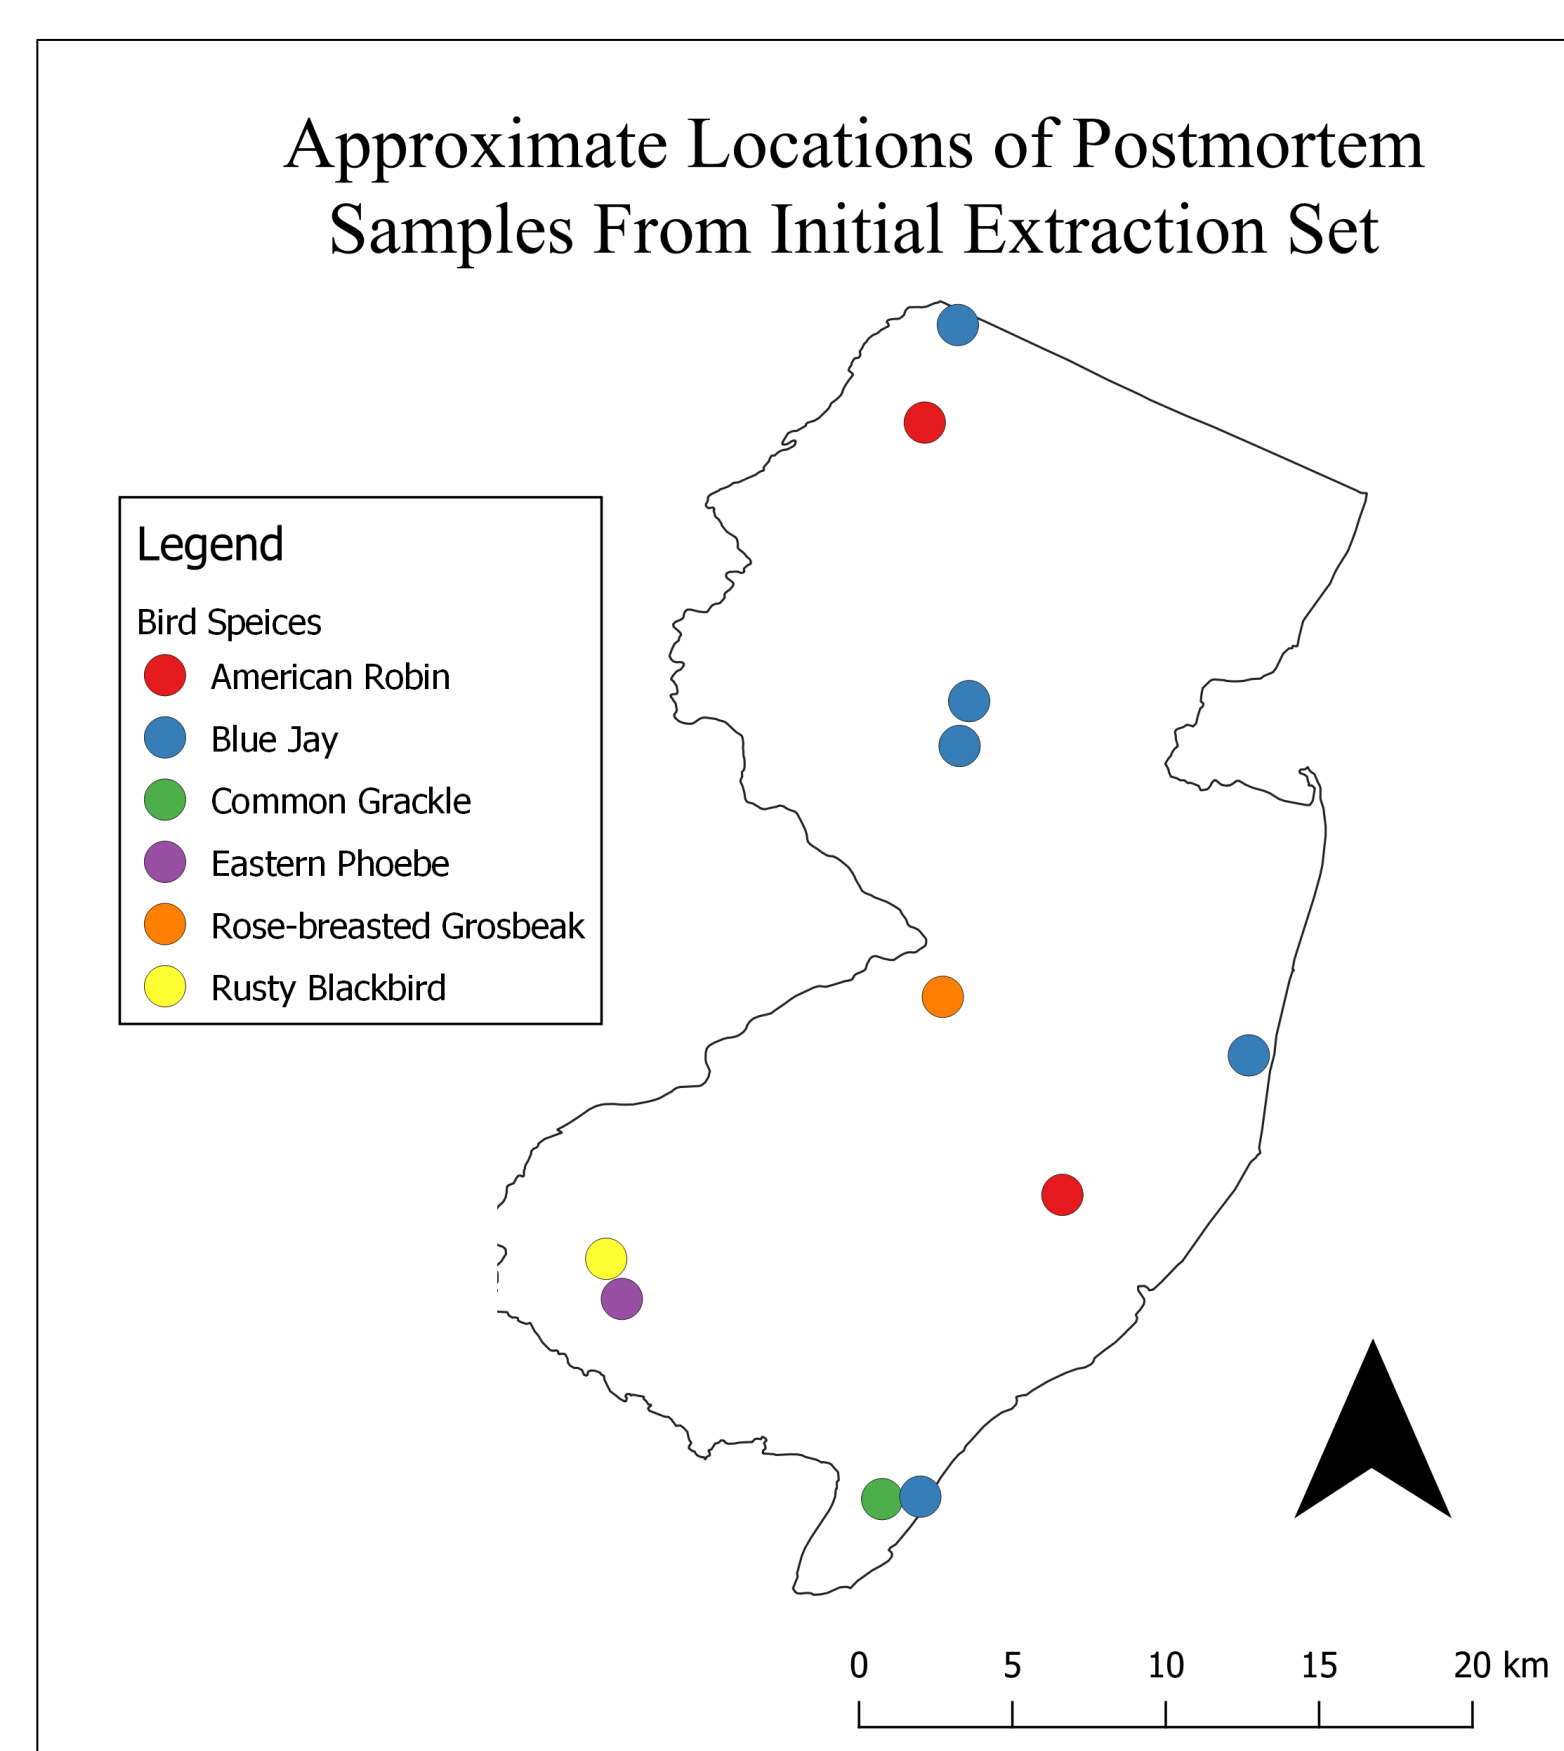 Approximate Locations of Postmortem
Samples From Initial Extraction Set
Legend
Bird Speices
American Robin
Blue Jay
Common Grackle
Eastern Phoebe
Rose-breasted Grosbeak
Rusty Blackbird
0 5 10 15 20 km